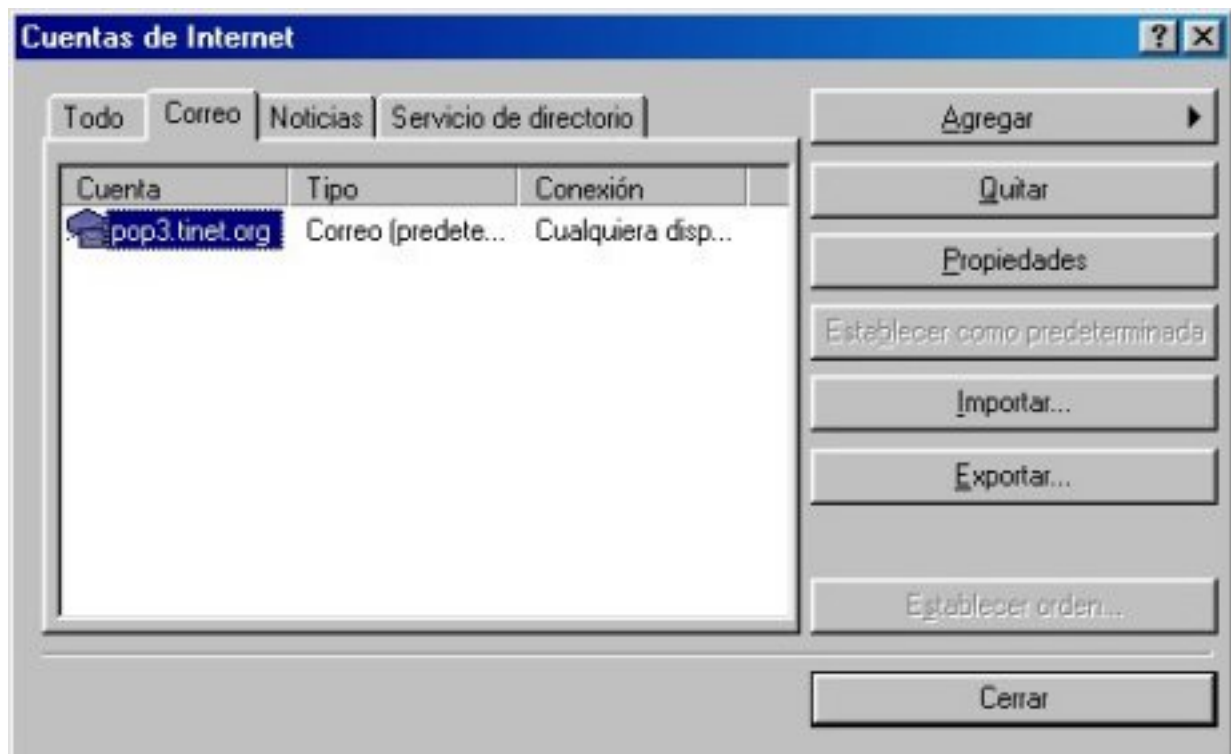 Cuentas de Internet
Todo Correo Noticias Servicio de directorio
Cuenta Tipo Conexión
pop3.tinet.org Correo (predete... Cualquiera disp...
Agregar
Quitar
Propiedades
Establecer como predeterminada
Importar...
Exportar...
Establecer orden...
Cerrar